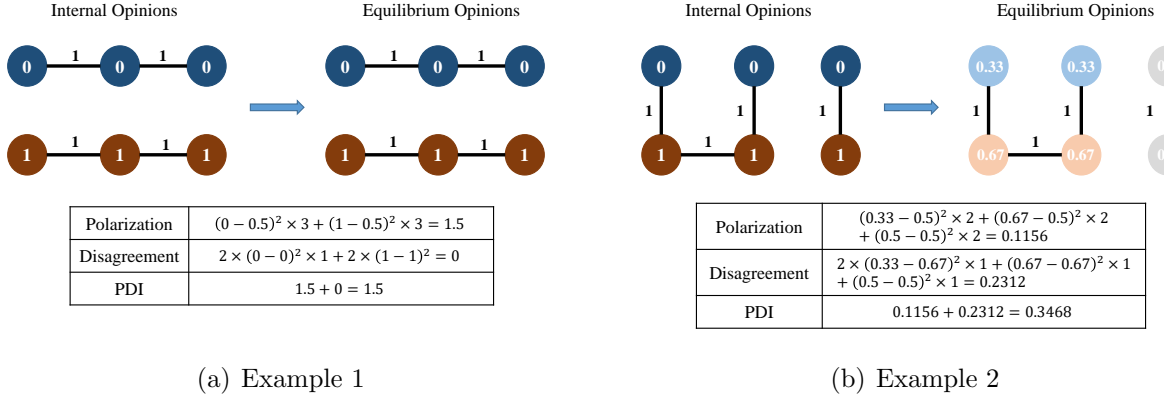 Internal Opinions
Equilibrium Opinions
0 1 0 1 0
0 1 0 1 0
1 1 1 1 1
1 1 1 1 1
Polarization (0 − 0.5)² × 3 + (1 − 0.5)² × 3 = 1.5
Disagreement 2 × (0 − 0)² × 1 + 2 × (1 − 1)² = 0
PDI 1.5 + 0 = 1.5
(a) Example 1
Internal Opinions
Equilibrium Opinions
0 0 0
1 1 1
1
1 1 1
0.33 0.33
1 1 1
1
0.67 0.67
Polarization (0.33 − 0.5)² × 2 + (0.67 − 0.5)² × 2
+ (0.5 − 0.5)² × 2 = 0.1156
Disagreement 2 × (0.33 − 0.67)² × 1 + (0.67 − 0.67)² × 1
+ (0.5 − 0.5)² × 1 = 0.2312
PDI 0.1156 + 0.2312 = 0.3468
(b) Example 2